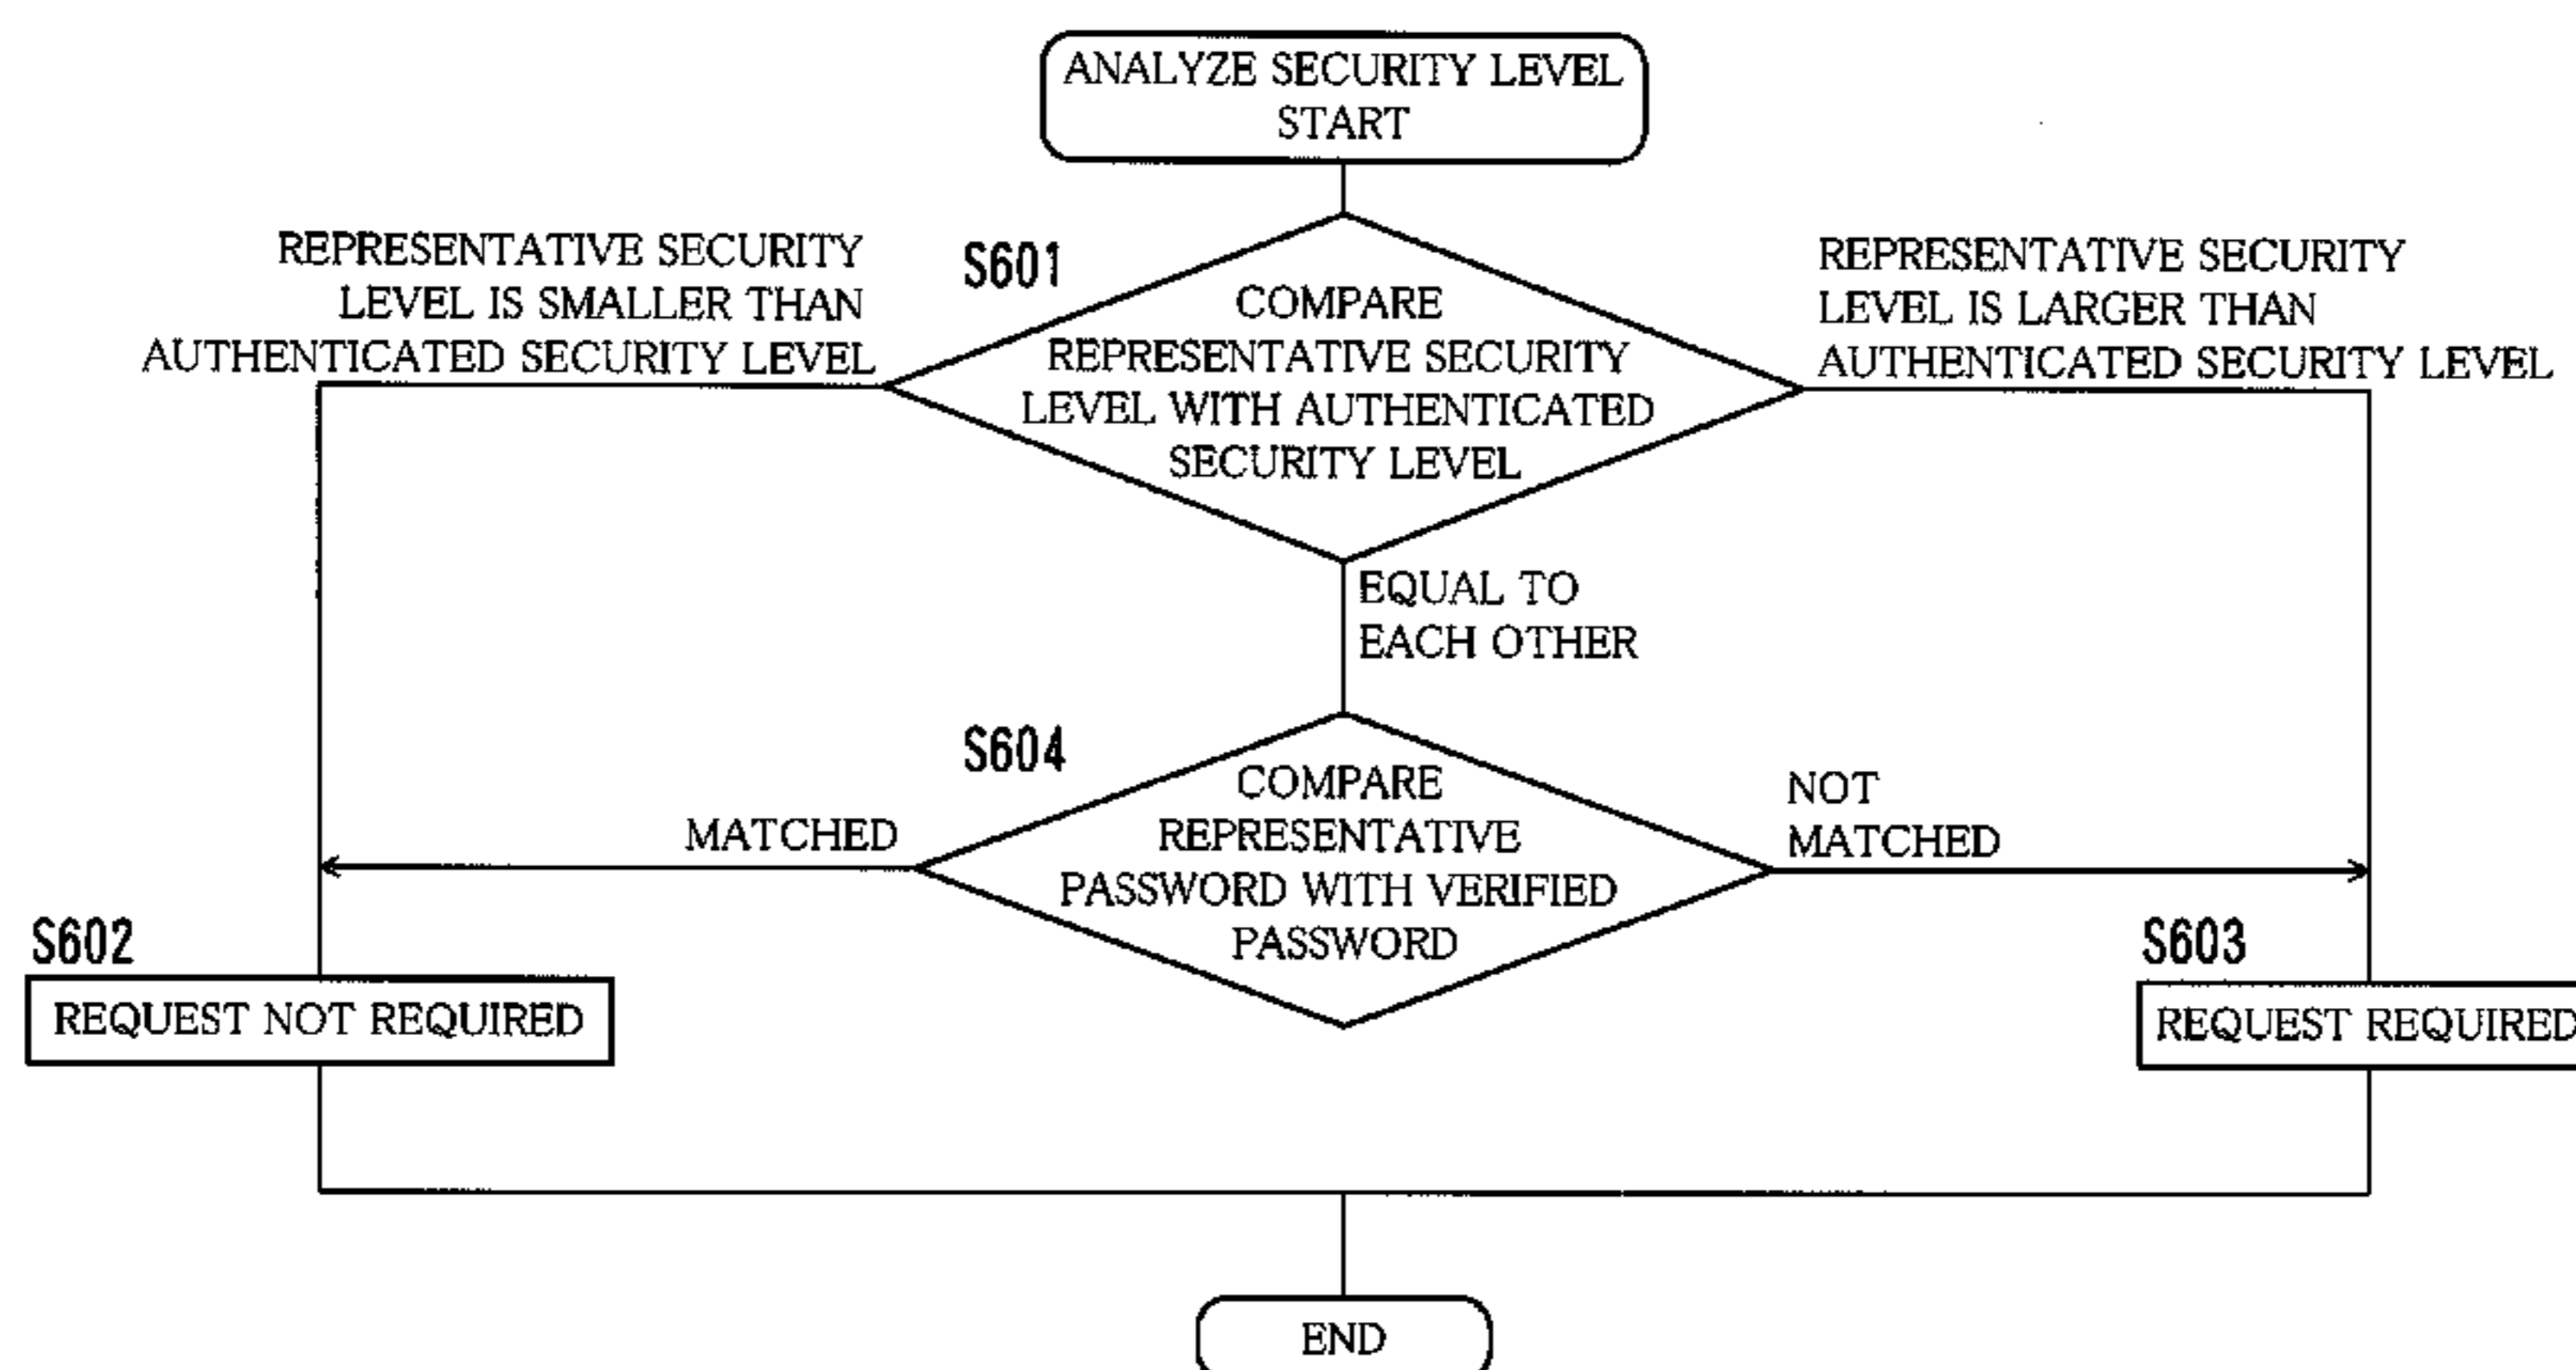 ANALYZE SECURITY LEVEL
START
REPRESENTATIVE SECURITY
LEVEL IS SMALLER THAN
AUTHENTICATED SECURITY LEVEL
S601
COMPARE
REPRESENTATIVE SECURITY
LEVEL WITH AUTHENTICATED
SECURITY LEVEL
REPRESENTATIVE SECURITY
LEVEL IS LARGER THAN
AUTHENTICATED SECURITY LEVEL
EQUAL TO
EACH OTHER
S604
COMPARE
REPRESENTATIVE
PASSWORD WITH VERIFIED
PASSWORD
MATCHED
NOT
MATCHED
S602
REQUEST NOT REQUIRED
S603
REQUEST REQUIRED
END